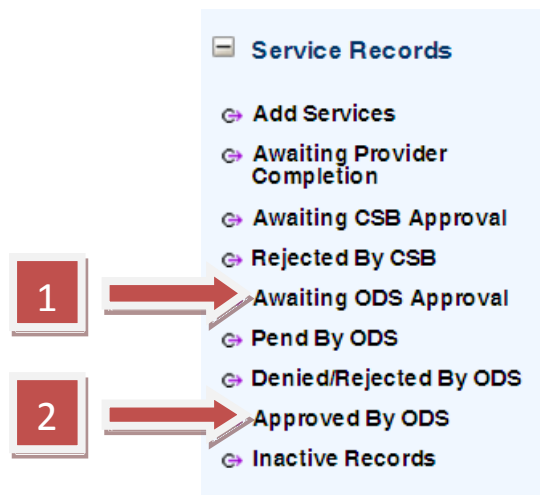 Service Records
Add Services
Awaiting Provider
Completion
Awaiting CSB Approval
Rejected By CSB
1
Awaiting ODS Approval
Pend By ODS
Denied/Rejected By ODS
2
Approved By ODS
Inactive Records